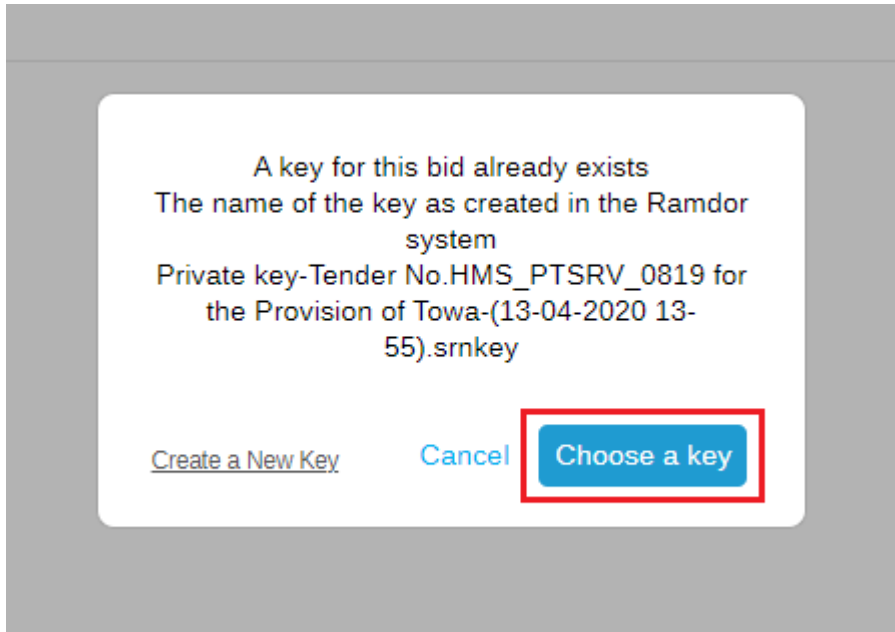 A key for this bid already exists
The name of the key as created in the Ramdor
system
Private key-Tender No.HMS_PTSRV_0819 for
the Provision of Towa-(13-04-2020 13-
55).srnkey
Create a New Key
Cancel
Choose a key